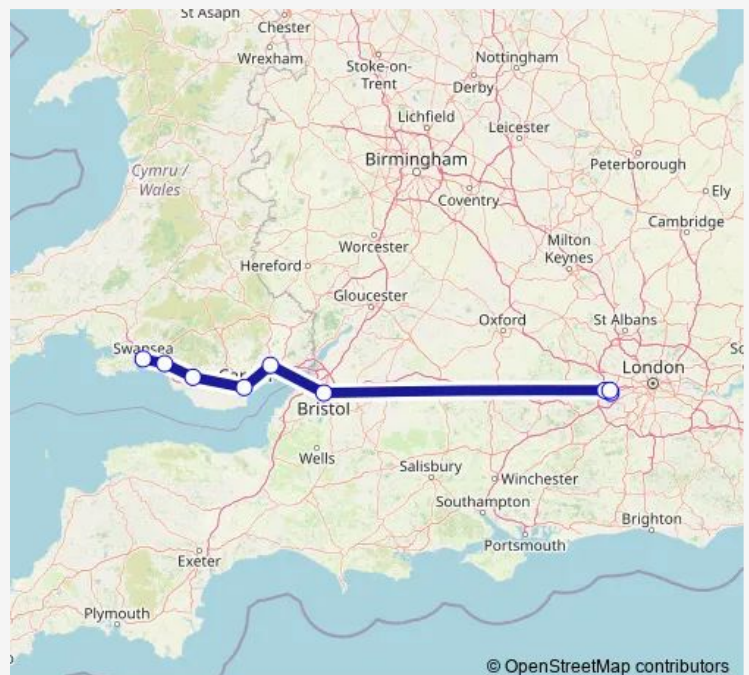 St Asaph
Chester
Wrexham
Stoke-on-
Trent
Nottingham
Derby
Lichfield
Leicester
Birmingham
Peterborough
Cymru /
Wales
Coventry
Ely
Cambridge
Worcester
Milton
Keynes
Hereford
Gloucester
Oxford
St Albans
Swansea
London
Bristol
Wells
Salisbury
Winchester
Southampton
Portsmouth
Brighton
Exeter
Plymouth
© OpenStreetMap contributors